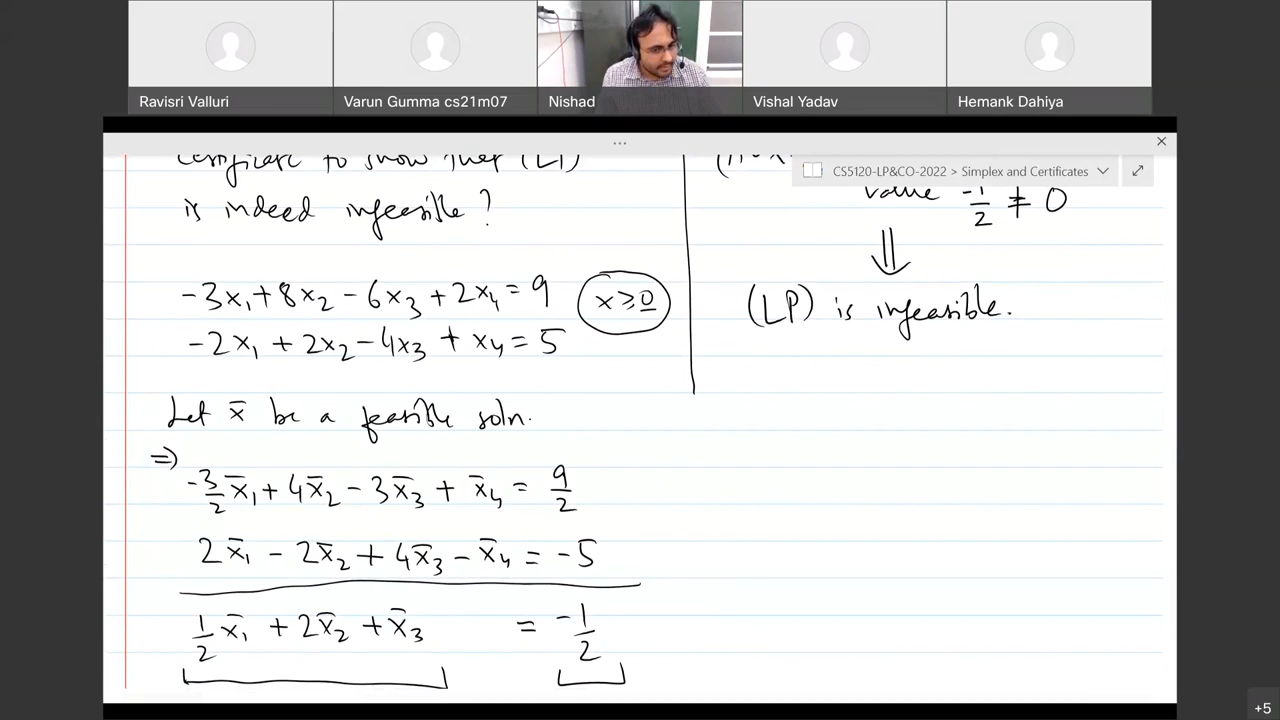 Ravisri Valluri
Varun Gumma cs21m07
Nishad
Vishal Yadav
Hemank Dahiya
CS5120-LP&CO-2022 > Simplex and Certificates
Certificate to show that (LP)
is indeed infeasible?
-3x₁ + 8x₂ - 6x₃ + 2x₄ = 9
x ≥ 0
-2x₁ + 2x₂ - 4x₃ + x₄ = 5
Let x̄ be a feasible soln.
⇒
-3/2 x̄₁ + 4x̄₂ - 3x̄₃ + x̄₄ = 9/2
2x̄₁ - 2x̄₂ + 4x̄₃ - x̄₄ = -5
1/2 x̄₁ + 2x̄₂ + x̄₃ = -1/2
value -1/2 ≠ 0
⇓
(LP) is infeasible.
+5